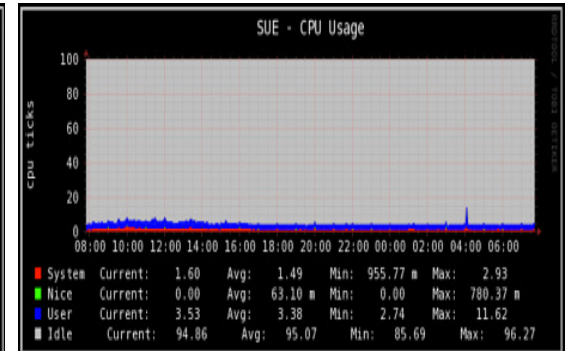 SUE - CPU Usage
RRDTOOL / TOBI OETIKER
cpu ticks
100
80
60
40
20
0
08:00 10:00 12:00 14:00 16:00 18:00 20:00 22:00 00:00 02:00 04:00 06:00
System Current: 1.60 Avg: 1.49 Min: 955.77 m Max: 2.93
Nice Current: 0.00 Avg: 63.10 m Min: 0.00 Max: 780.37 m
User Current: 3.53 Avg: 3.38 Min: 2.74 Max: 11.62
Idle Current: 94.86 Avg: 95.07 Min: 85.69 Max: 96.27